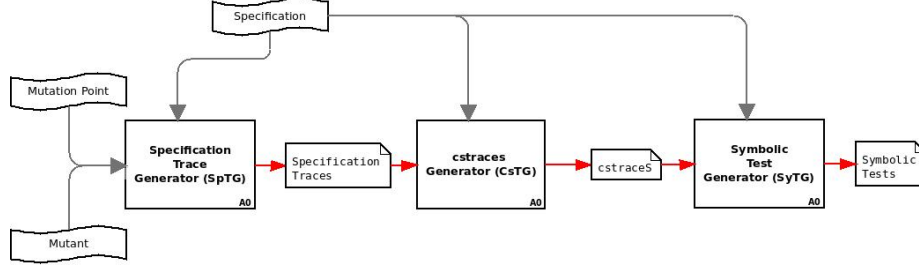 Specification
Mutation Point
Mutant
Specification
Trace
Generator (SpTG)
A0
Specification
Traces
cstraces
Generator (CsTG)
A0
cstraceS
Symbolic
Test
Generator (SyTG)
A0
Symbolic
Tests